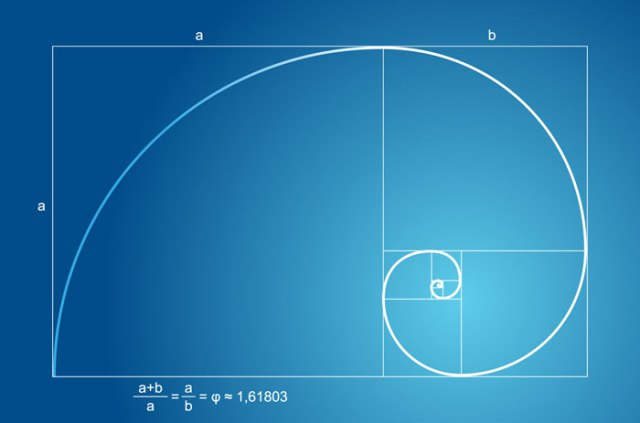 a b
a
(a+b)/a = a/b = φ ≈ 1,61803